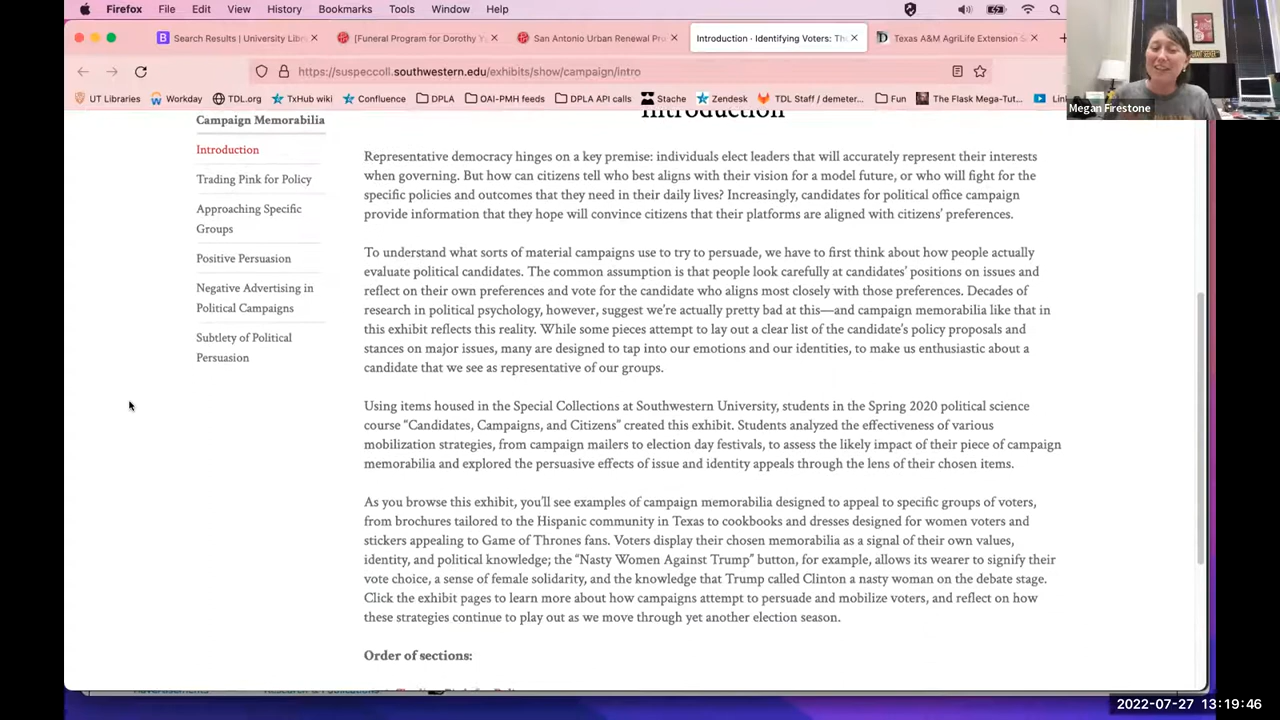 Firefox File Edit View History Bookmarks Tools Window Help
Search Results | University Libr
[Funeral Program for Dorothy
San Antonio Urban Renewal Pro
Introduction · Identifying Voters: Th
Texas A&M AgriLife Extension S
https://suspeccoll.southwestern.edu/exhibits/show/campaign/intro
UT Libraries Workday TDL.org TxHub wiki Confluence DPLA OAI-PMH feeds DPLA API calls Stache Zendesk TDL Staff / demeter... Fun The Flask Mega-Tut...
Megan Firestone
Campaign Memorabilia
Introduction
Trading Pink for Policy
Approaching Specific
Groups
Positive Persuasion
Negative Advertising in
Political Campaigns
Subtlety of Political
Persuasion
Introduction
Representative democracy hinges on a key premise: individuals elect leaders that will accurately represent their interests
when governing. But how can citizens tell who best aligns with their vision for a model future, or who will fight for the
specific policies and outcomes that they need in their daily lives? Increasingly, candidates for political office campaign
provide information that they hope will convince citizens that their platforms are aligned with citizens’ preferences.
To understand what sorts of material campaigns use to try to persuade, we have to first think about how people actually
evaluate political candidates. The common assumption is that people look carefully at candidates’ positions on issues and
reflect on their own preferences and vote for the candidate who aligns most closely with those preferences. Decades of
research in political psychology, however, suggest we’re actually pretty bad at this—and campaign memorabilia like that in
this exhibit reflects this reality. While some pieces attempt to lay out a clear list of the candidate’s policy proposals and
stances on major issues, many are designed to tap into our emotions and our identities, to make us enthusiastic about a
candidate that we see as representative of our groups.
Using items housed in the Special Collections at Southwestern University, students in the Spring 2020 political science
course “Candidates, Campaigns, and Citizens” created this exhibit. Students analyzed the effectiveness of various
mobilization strategies, from campaign mailers to election day festivals, to assess the likely impact of their piece of campaign
memorabilia and explored the persuasive effects of issue and identity appeals through the lens of their chosen items.
As you browse this exhibit, you’ll see examples of campaign memorabilia designed to appeal to specific groups of voters,
from brochures tailored to the Hispanic community in Texas to cookbooks and dresses designed for women voters and
stickers appealing to Game of Thrones fans. Voters display their chosen memorabilia as a signal of their own values,
identity, and political knowledge; the “Nasty Women Against Trump” button, for example, allows its wearer to signify their
vote choice, a sense of female solidarity, and the knowledge that Trump called Clinton a nasty woman on the debate stage.
Click the exhibit pages to learn more about how campaigns attempt to persuade and mobilize voters, and reflect on how
these strategies continue to play out as we move through yet another election season.
Order of sections:
2022-07-27 13:19:46